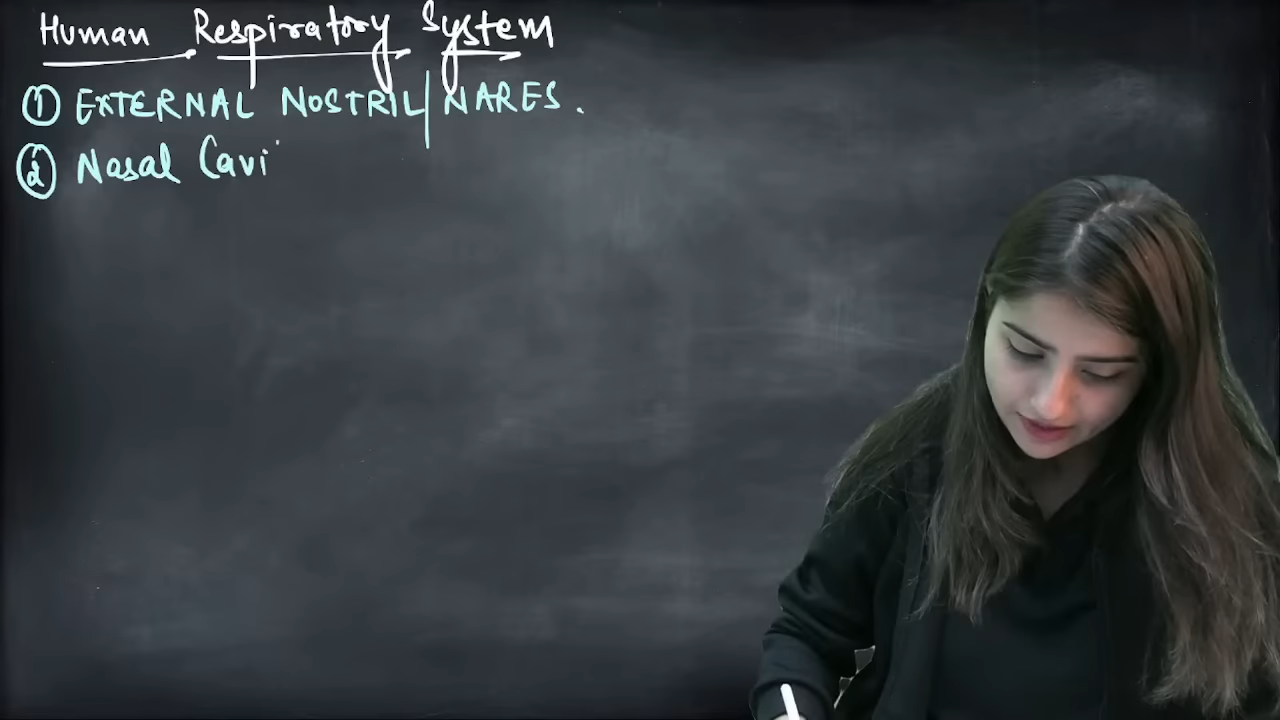 Human Respiratory System
① EXTERNAL NOSTRIL/NARES.
② Nasal Cavi